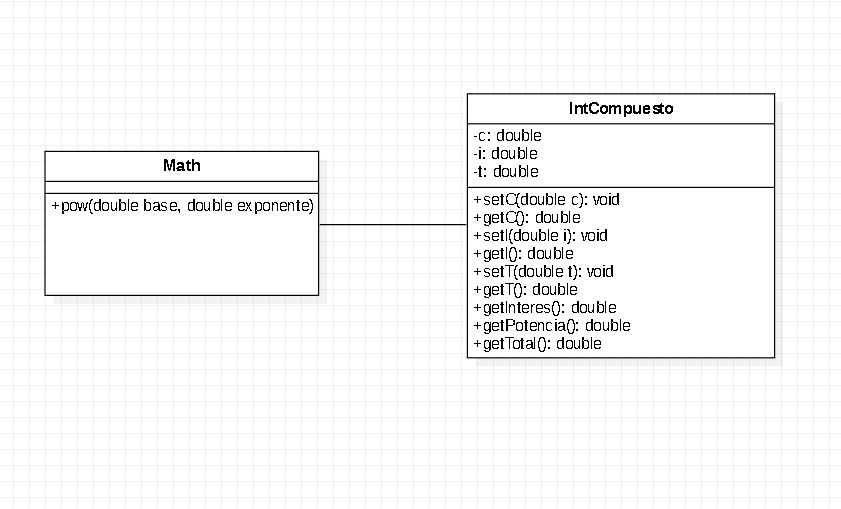 Math
+pow(double base, double exponente)
IntCompuesto
-c: double
-i: double
-t: double
+setC(double c): void
+getC(): double
+setI(double i): void
+getI(): double
+setT(double t): void
+getT(): double
+getInteres(): double
+getPotencia(): double
+getTotal(): double